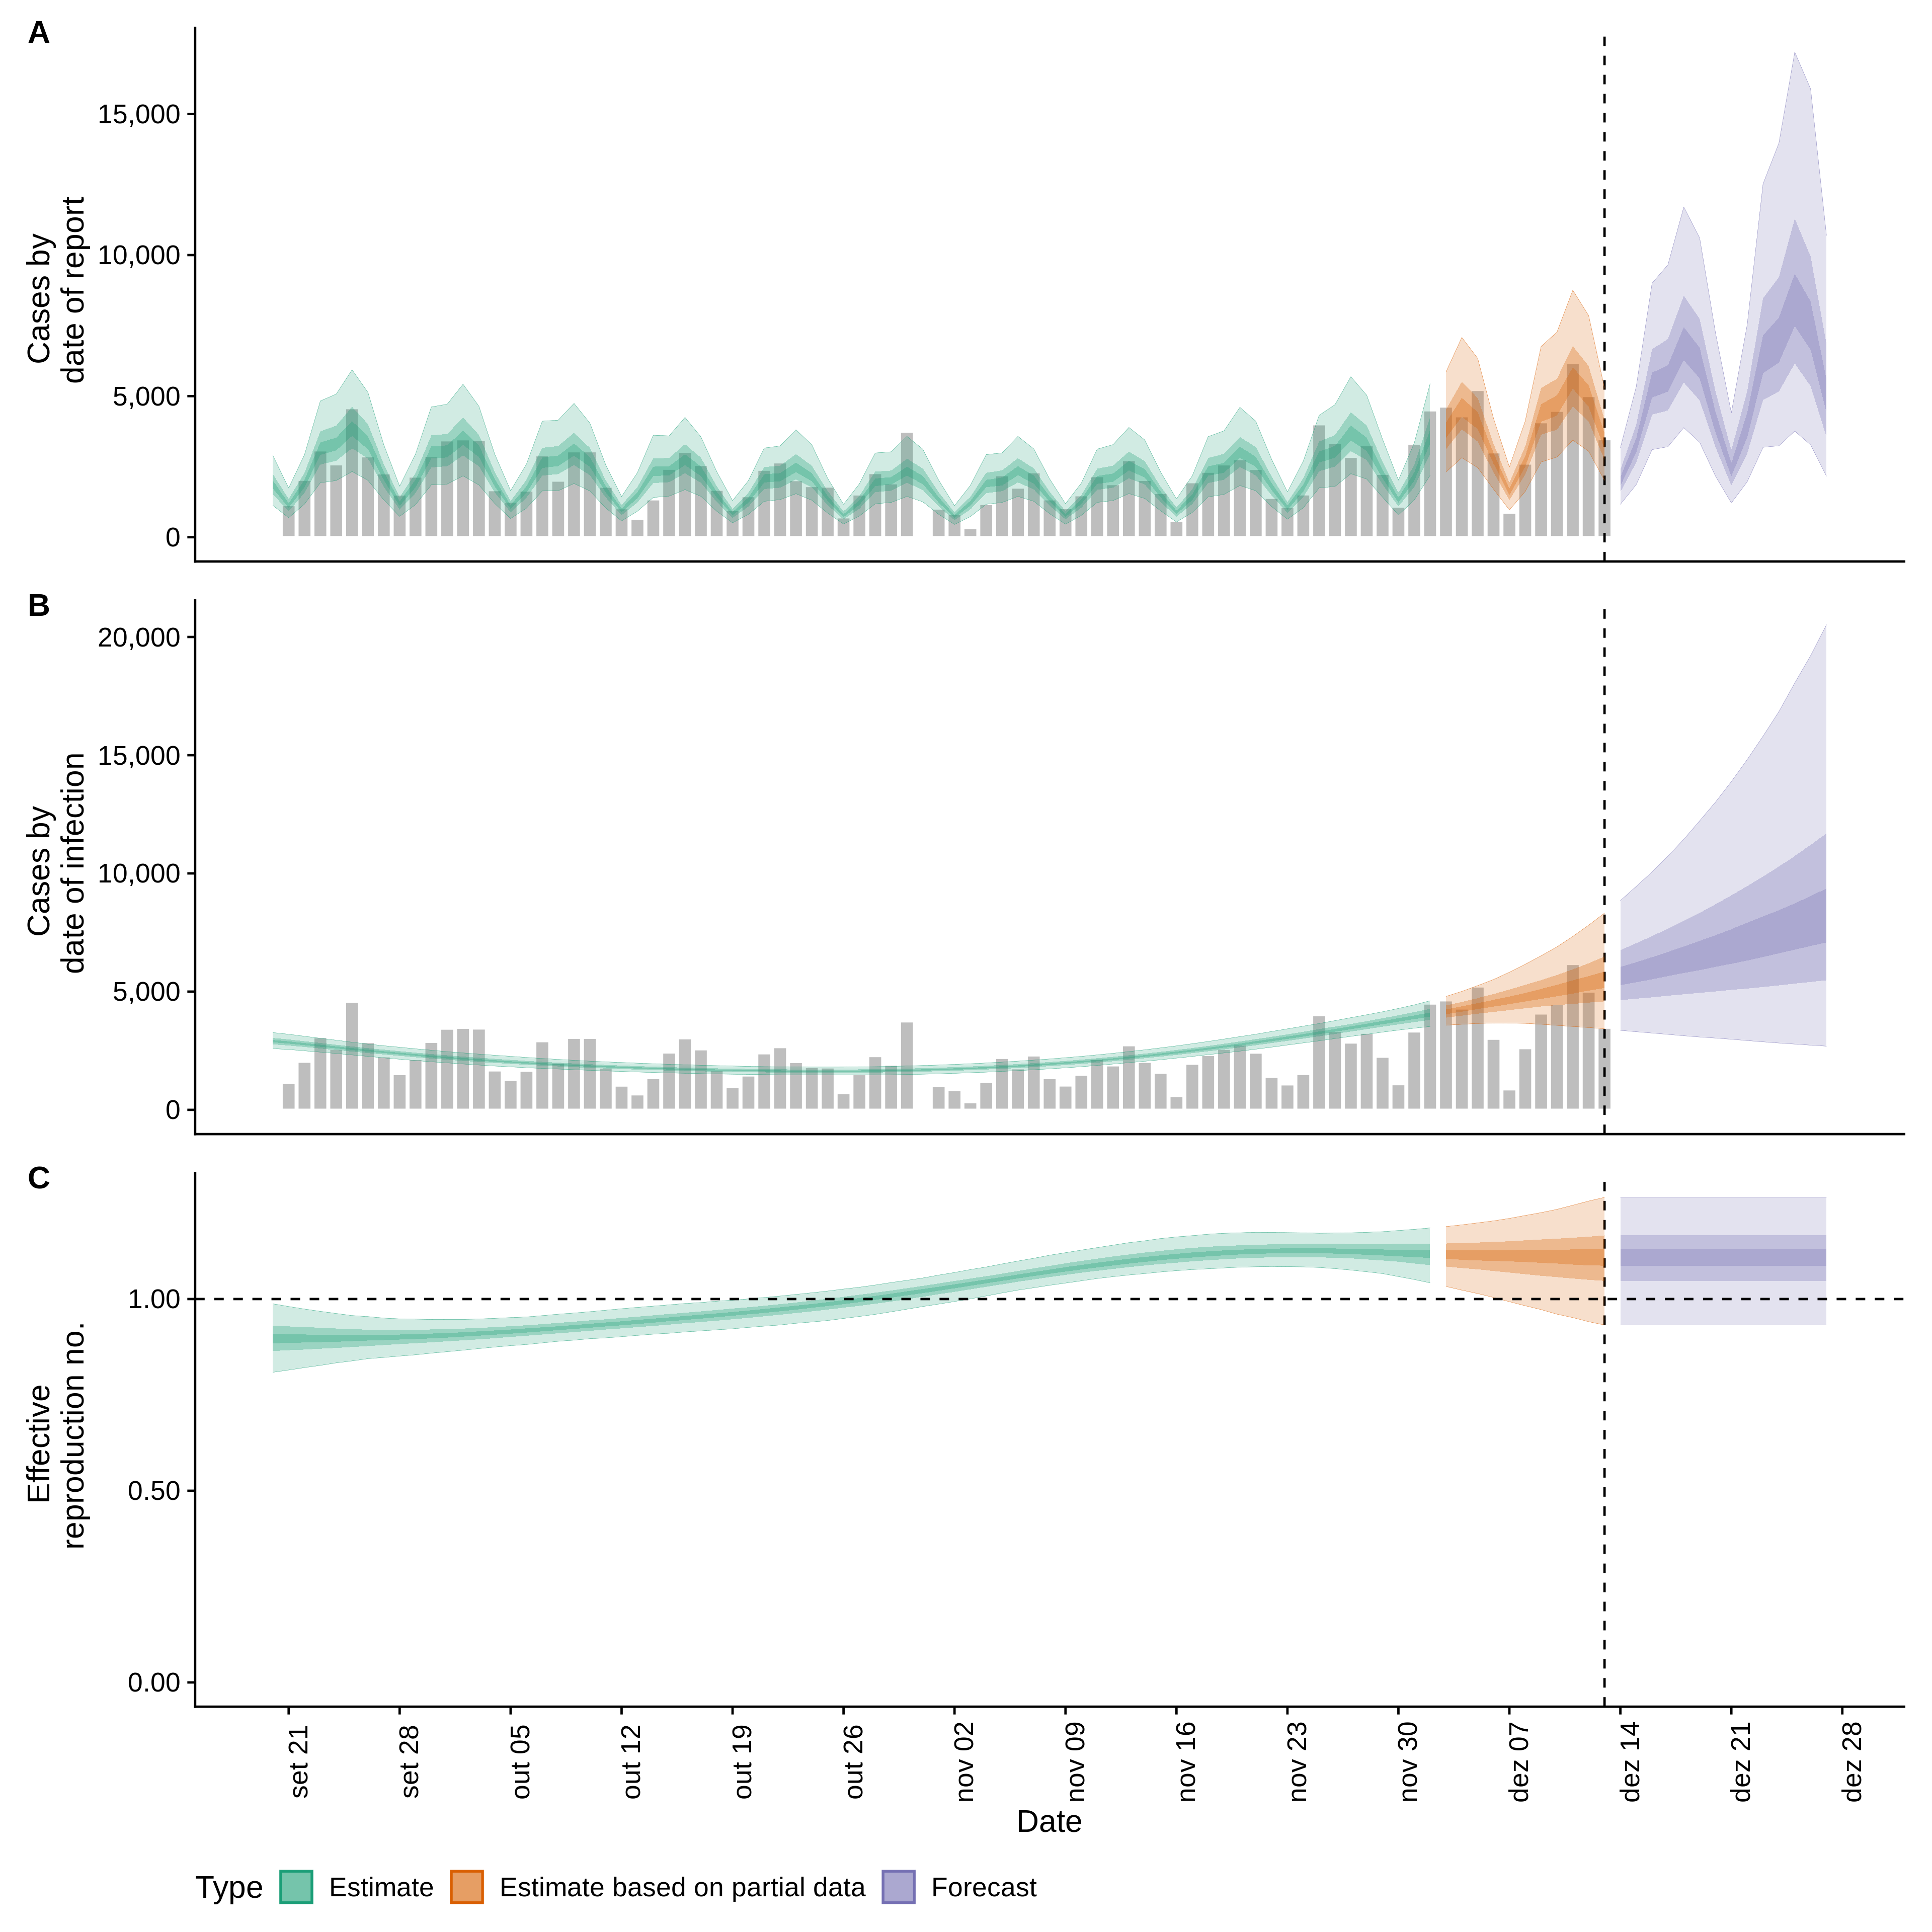 A
15,000
10,000
5,000
0
Cases by
date of report
B
20,000
15,000
10,000
5,000
0
Cases by
date of infection
C
1.00
0.50
0.00
Effective
reproduction no.
set 21
set 28
out 05
out 12
out 19
out 26
nov 02
nov 09
nov 16
nov 23
nov 30
dez 07
dez 14
dez 21
dez 28
Date
Type Estimate Estimate based on partial data Forecast